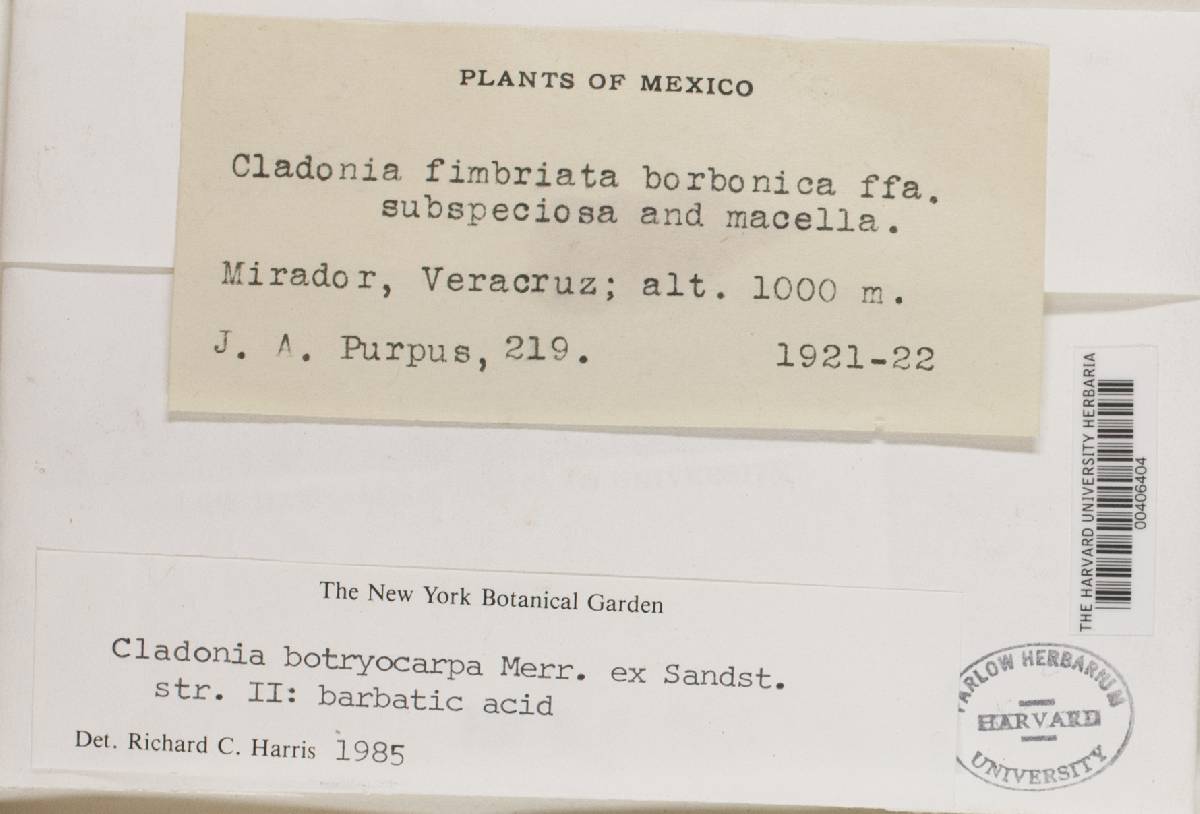 PLANTS OF MEXICO
Cladonia fimbriata borbonica ffa.
subspeciosa and macella.
Mirador, Veracruz; alt. 1000 m.
J. A. Purpus, 219. 1921-22
THE HARVARD UNIVERSITY HERBARIA
00406404
The New York Botanical Garden
Cladonia botryocarpa Merr. ex Sandst.
str. II: barbatic acid
Det. Richard C. Harris 1985
FARLOW HERBARIUM
HARVARD
UNIVERSITY